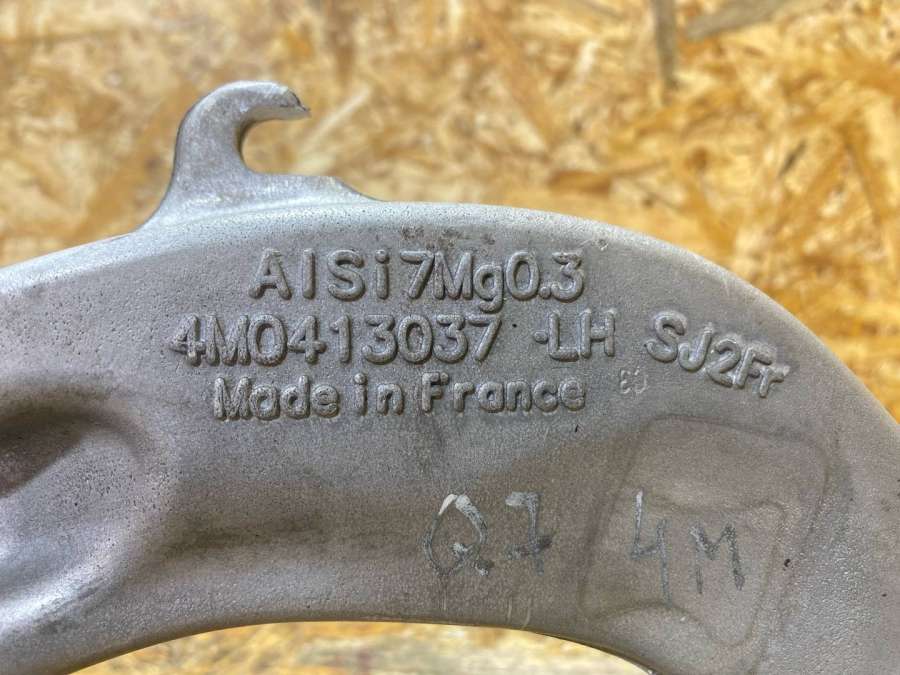 AlSi7Mg0.3
4M0413037 ·LH SJ2Fr
Made in France
Q7 4M